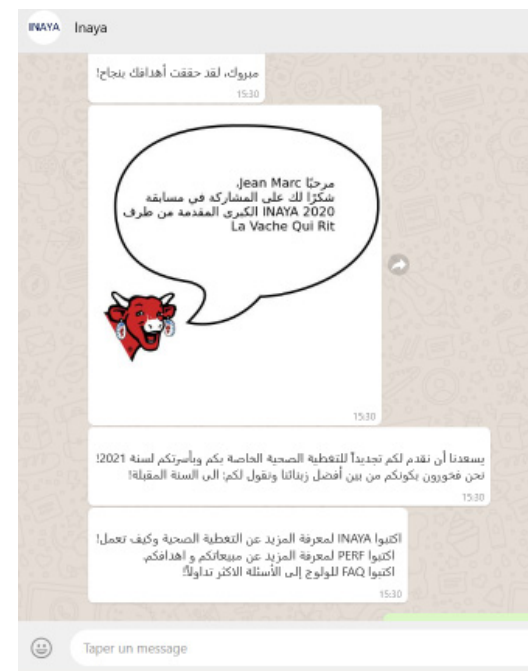 INAYA
Inaya
مبروك، لقد حققت أهدافك بنجاح!
15:30
مرحبًا Jean Marc،
شكرًا لك على المشاركة في مسابقة
INAYA 2020 الكبرى المقدمة من طرف
La Vache Qui Rit
15:30
يسعدنا أن نقدم لكم تجديداً للتغطية الصحية الخاصة بكم وبأسرتكم لسنة 2021!
نحن فخورون بكونكم من بين أفضل زبنائنا ونقول لكم: الى السنة المقبلة!
15:30
اكتبوا INAYA لمعرفة المزيد عن التغطية الصحية وكيف تعمل!
اكتبوا PERF لمعرفة المزيد عن مبيعاتكم و اهدافكم.
اكتبوا FAQ للولوج إلى الأسئلة الاكثر تداولاً!
15:30
Taper un message